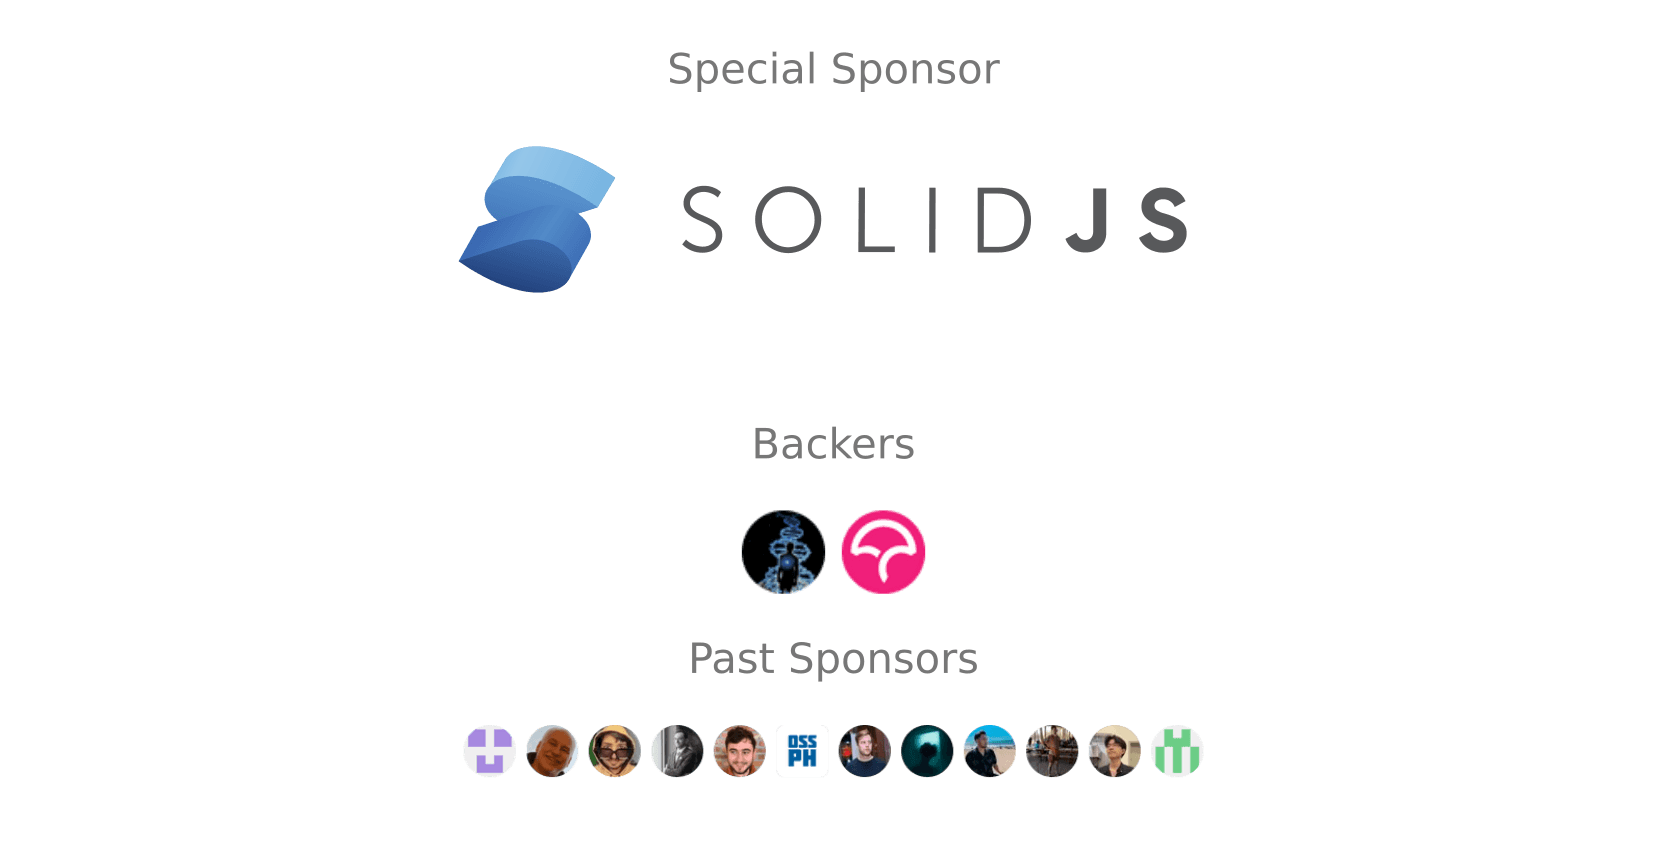 Special Sponsor
SOLIDJS
Backers
Past Sponsors
OSS
PH